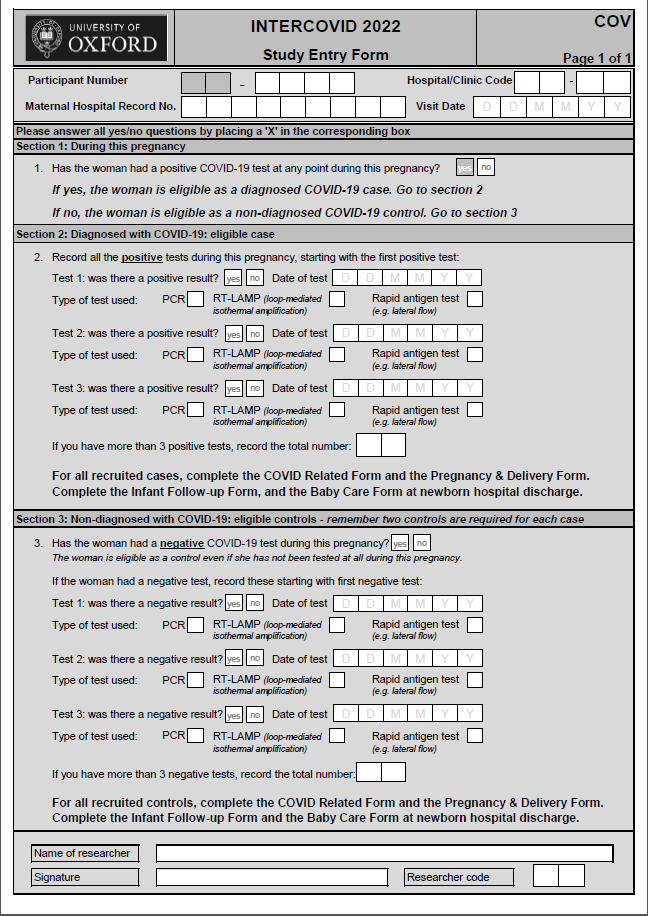 UNIVERSITY OF
OXFORD
INTERCOVID 2022
Study Entry Form
COV
Page 1 of 1
Participant Number - Hospital/Clinic Code -
Maternal Hospital Record No. Visit Date D D M M Y Y
Please answer all yes/no questions by placing a 'X' in the corresponding box
Section 1: During this pregnancy
1. Has the woman had a positive COVID-19 test at any point during this pregnancy? yes no
If yes, the woman is eligible as a diagnosed COVID-19 case. Go to section 2
If no, the woman is eligible as a non-diagnosed COVID-19 control. Go to section 3
Section 2: Diagnosed with COVID-19: eligible case
2. Record all the positive tests during this pregnancy, starting with the first positive test:
Test 1: was there a positive result? yes no Date of test D D M M Y Y
Type of test used: PCR RT-LAMP (loop-mediated Rapid antigen test
isothermal amplification) (e.g. lateral flow)
Test 2: was there a positive result? yes no Date of test D D M M Y Y
Type of test used: PCR RT-LAMP (loop-mediated Rapid antigen test
isothermal amplification) (e.g. lateral flow)
Test 3: was there a positive result? yes no Date of test D D M M Y Y
Type of test used: PCR RT-LAMP (loop-mediated Rapid antigen test
isothermal amplification) (e.g. lateral flow)
If you have more than 3 positive tests, record the total number:
For all recruited cases, complete the COVID Related Form and the Pregnancy & Delivery Form.
Complete the Infant Follow-up Form, and the Baby Care Form at newborn hospital discharge.
Section 3: Non-diagnosed with COVID-19: eligible controls - remember two controls are required for each case
3. Has the woman had a negative COVID-19 test during this pregnancy? yes no
The woman is eligible as a control even if she has not been tested at all during this pregnancy.
If the woman had a negative test, record these starting with first negative test:
Test 1: was there a negative result? yes no Date of test D D M M Y Y
Type of test used: PCR RT-LAMP (loop-mediated Rapid antigen test
isothermal amplification) (e.g. lateral flow)
Test 2: was there a negative result? yes no Date of test D D M M Y Y
Type of test used: PCR RT-LAMP (loop-mediated Rapid antigen test
isothermal amplification) (e.g. lateral flow)
Test 3: was there a negative result? yes no Date of test D D M M Y Y
Type of test used: PCR RT-LAMP (loop-mediated Rapid antigen test
isothermal amplification) (e.g. lateral flow)
If you have more than 3 negative tests, record the total number:
For all recruited controls, complete the COVID Related Form and the Pregnancy & Delivery Form.
Complete the Infant Follow-up Form and the Baby Care Form at newborn hospital discharge.
Name of researcher
Signature Researcher code